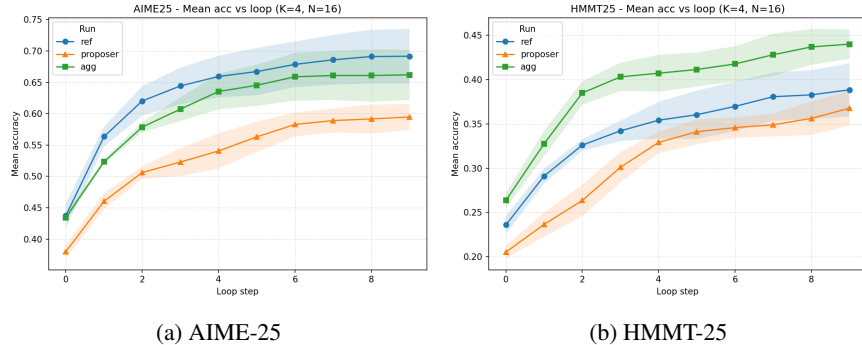 AIME25 - Mean acc vs loop (K=4, N=16)
Run
ref
proposer
agg
Mean accuracy
0.75
0.70
0.65
0.60
0.55
0.50
0.45
0.40
0 2 4 6 8
Loop step
(a) AIME-25
HMMT25 - Mean acc vs loop (K=4, N=16)
Run
ref
proposer
agg
Mean accuracy
0.45
0.40
0.35
0.30
0.25
0.20
0 2 4 6 8
Loop step
(b) HMMT-25